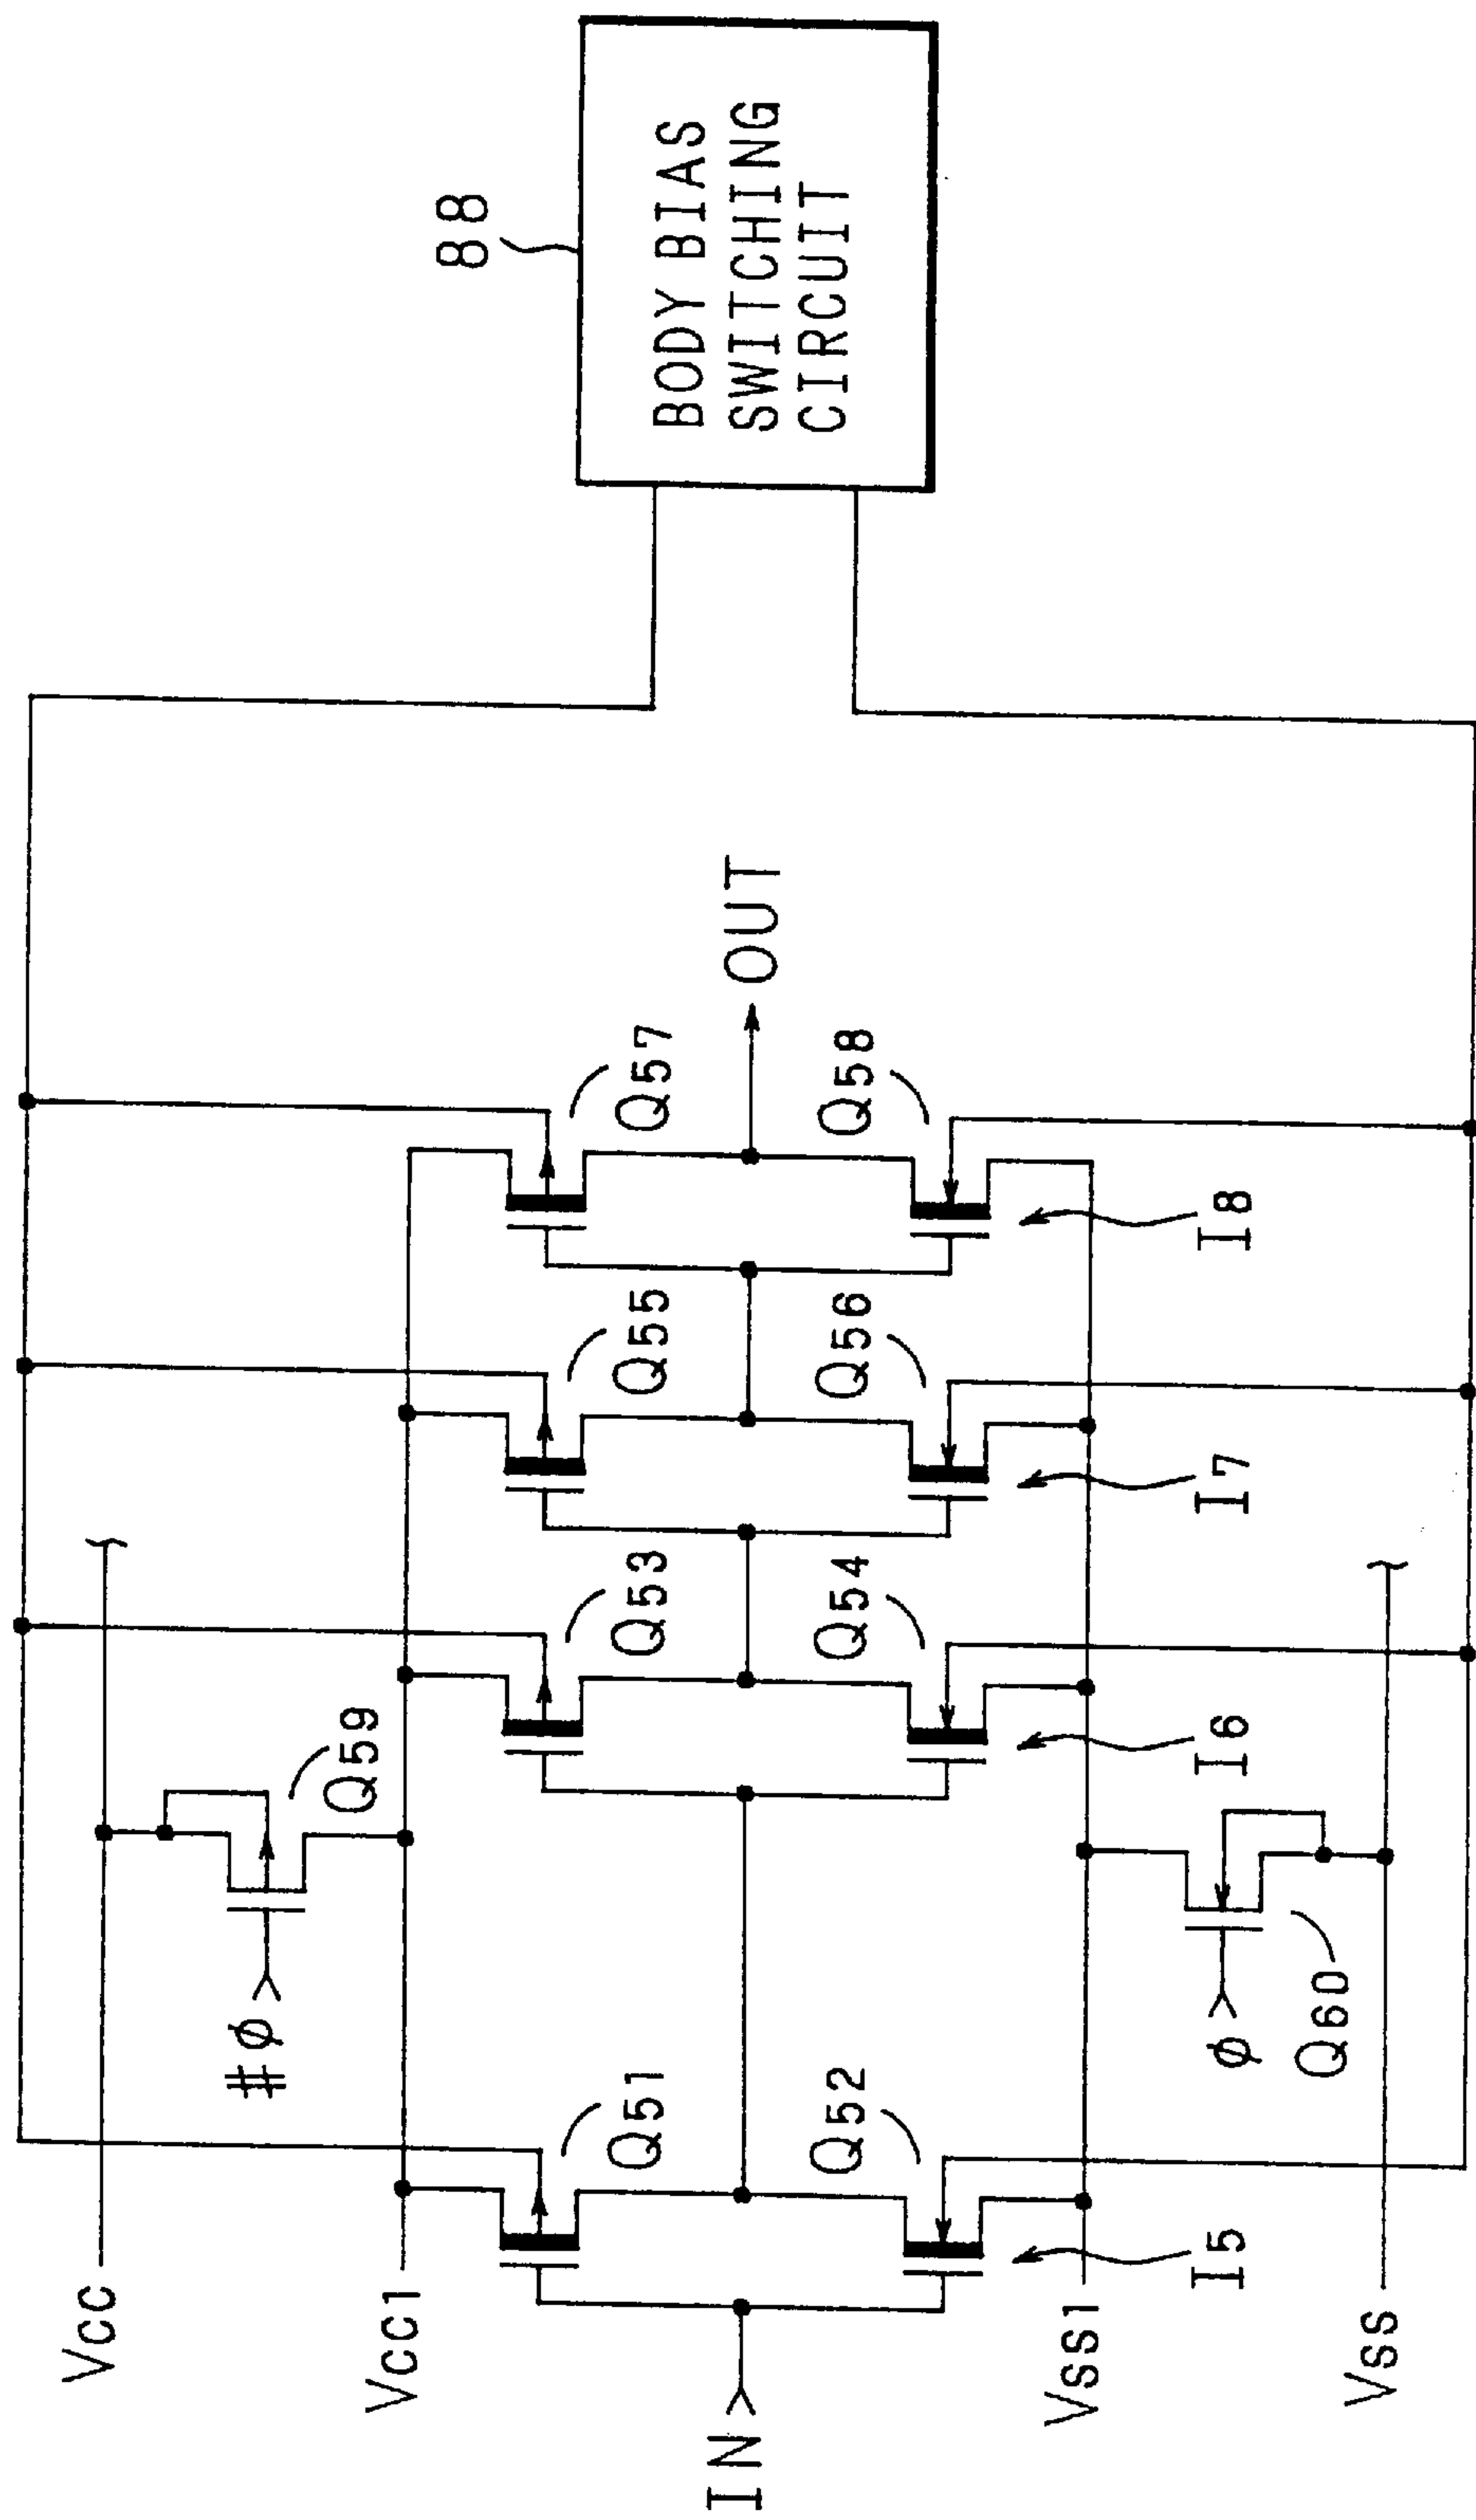 88
BODY BIAS
SWITCHING
CIRCUIT
Vcc
Vcc1
IN
Vss1
Vss
#φ
Q59
φ
Q60
Q51
Q52
I5
Q53
Q54
I6
Q55
Q56
I7
Q57
Q58
I8
OUT